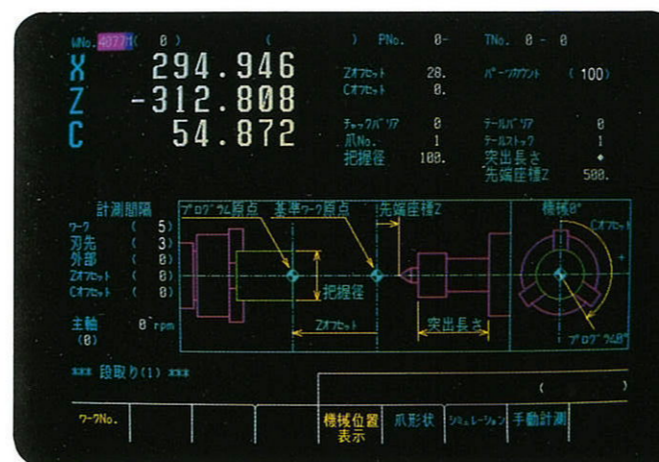 WNo. 4077M( 0 ) ( ) PNo. 0- TNo. 0 - 0
X 294.946
Z -312.808
C 54.872
Zオフセット 20.
Cオフセット 0.
パーツカウント ( 100)
チャックバリア 0
爪No. 1
把握径 100.
テールバリア 0
テールストック 1
突出長さ ◆
先端座標Z 500.
計測間隔
ワーク ( 5)
刃先 ( 3)
外部 ( 0)
Zオフセット ( 0)
Cオフセット ( 0)
主軸 0 rpm
(0)
プログラム原点 基準ワーク原点 先端座標Z
把握径
Zオフセット
突出長さ
機械0°
Cオフセット
+
プログラム0°
*** 段取り(1) ***
( )
ワークNo.
機械位置
表示
爪形状
シミュレーション
手動計測